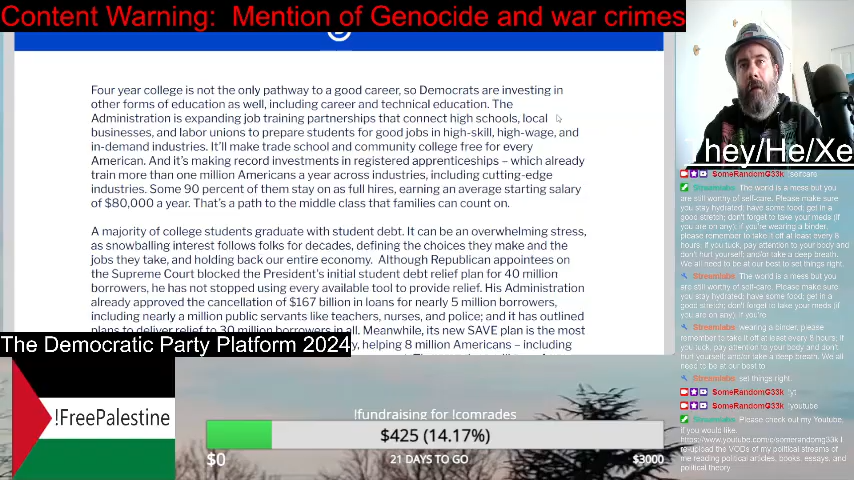 Content Warning:  Mention of Genocide and war crimes
Four year college is not the only pathway to a good career, so Democrats are investing in
other forms of education as well, including career and technical education. The
Administration is expanding job training partnerships that connect high schools, local
businesses, and labor unions to prepare students for good jobs in high-skill, high-wage, and
in-demand industries. It'll make trade school and community college free for every
American. And it's making record investments in registered apprenticeships – which already
train more than one million Americans a year across industries, including cutting-edge
industries. Some 90 percent of them stay on as full hires, earning an average starting salary
of $80,000 a year. That's a path to the middle class that families can count on.
A majority of college students graduate with student debt. It can be an overwhelming stress,
as snowballing interest follows folks for decades, defining the choices they make and the
jobs they take, and holding back our entire economy.  Although Republican appointees on
the Supreme Court blocked the President's initial student debt relief plan for 40 million
borrowers, he has not stopped using every available tool to provide relief. His Administration
already approved the cancellation of $167 billion in loans for nearly 5 million borrowers,
including nearly a million public servants like teachers, nurses, and police; and it has outlined
plans to deliver relief to 30 million borrowers in all. Meanwhile, its new SAVE plan is the most
helping 8 million Americans – including
The Democratic Party Platform 2024
!FreePalestine
!fundraising for !comrades
$425 (14.17%)
$0
21 DAYS TO GO
$3000
They/He/Xe
SomeRandomG33k !selfcare
Streamlabs The world is a mess but you
are still worthy of self-care. Please make
sure you stay hydrated; have some food; get in a
good stretch; don't forget to take your meds (if
you are on any); if you're wearing a binder,
please remember to take it off at least every 8
hours; if you tuck, pay attention to your body and
don't hurt yourself; and/or take a deep breath.
We all need to be at our best to set things right.
Streamlabs The world is a mess but you
are still worthy of self-care. Please make sure
you stay hydrated; have some food; get in a good
stretch; don't forget to take your meds (if you
are on any); if you're
Streamlabs wearing a binder, please
remember to take it off at least every 8 hours; if
you tuck, pay attention to your body and don't
hurt yourself; and/or take a deep breath. We all
need to be at our best to
Streamlabs set things right.
SomeRandomG33k !yt
SomeRandomG33k !youtube
Streamlabs Please check out my Youtube,
if you would like.
https://www.youtube.com/c/somerandomg33k I
re-upload the VODs of my political streams of
me reading political articles, books, essays, and
political theory